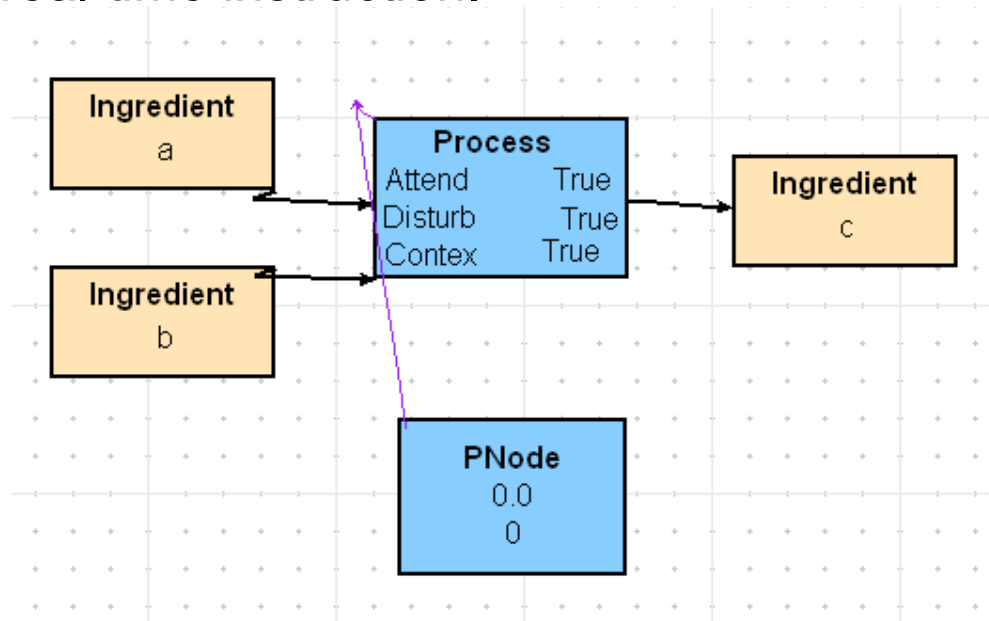 Ingredient
a
Process
Attend True
Disturb True
Contex True
Ingredient
c
Ingredient
b
PNode
0.0
0